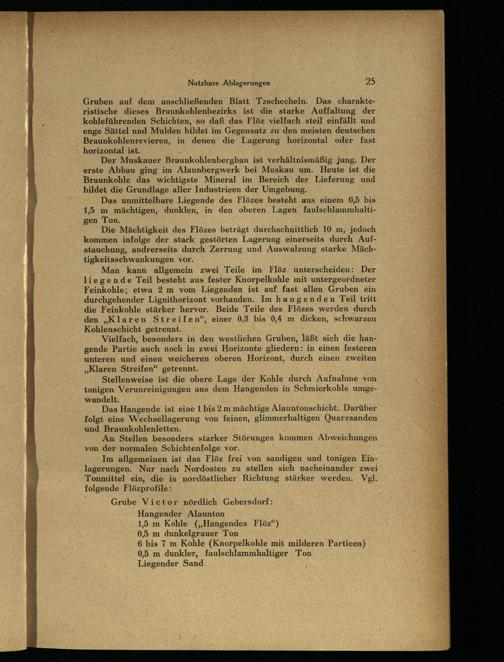 Nutzbare Ablagerungen 25
Gruben auf dem anschließenden Blatt Tzschecheln. Das charakte-
ristische dieses Braunkohlenbezirks ist die starke Auffaltung der
kohleführenden Schichten, so daß das Flöz vielfach steil einfällt und
enge Sättel und Mulden bildet im Gegensatz zu den meisten deutschen
Braunkohlenrevieren, in denen die Lagerung horizontal oder fast
horizontal ist.
Der Muskauer Braunkohlenbergbau ist verhältnismäßig jung. Der
erste Abbau ging im Alaunbergwerk bei Muskau um. Heute ist die
Braunkohle das wichtigste Mineral im Bereich der Lieferung und
bildet die Grundlage aller Industrieen der Umgebung.
Das unmittelbare Liegende des Flözes besteht aus einem 0,5 bis
1,5 m mächtigen, dunklen, in den oberen Lagen faulschlammhalti-
gen Ton.
Die Mächtigkeit des Flözes beträgt durchschnittlich 10 m, jedoch
kommen infolge der stark gestörten Lagerung einerseits durch Auf-
stauchung, andrerseits durch Zerrung und Auswalzung starke Mäch-
tigkeitsschwankungen vor.
Man kann allgemein zwei Teile im Flöz unterscheiden: Der
liegende Teil besteht aus fester Knorpelkohle mit untergeordneter
Feinkohle; etwa 2 m vom Liegenden ist auf fast allen Gruben ein
durchgehender Lignithorizont vorhanden. Im hangenden Teil tritt
die Feinkohle stärker hervor. Beide Teile des Flözes werden durch
den „Klaren Streifen“, einer 0,3 bis 0,4 m dicken, schwarzen
Kohlenschicht getrennt.
Vielfach, besonders in den westlichen Gruben, läßt sich die han-
gende Partie auch noch in zwei Horizonte gliedern: in einen festeren
unteren und einen weicheren oberen Horizont, durch einen zweiten
„Klaren Streifen“ getrennt.
Stellenweise ist die obere Lage der Kohle durch Aufnahme von
tonigen Verunreinigungen aus dem Hangenden in Schmierkohle umge-
wandelt.
Das Hangende ist eine 1 bis 2 m mächtige Alauntonschicht. Darüber
folgt eine Wechsellagerung von feinen, glimmerhaltigen Quarzsanden
und Braunkohlenletten.
An Stellen besonders starker Störungen kommen Abweichungen
von der normalen Schichtenfolge vor.
Im allgemeinen ist das Flöz frei von sandigen und tonigen Ein-
lagerungen. Nur nach Nordosten zu stellen sich nacheinander zwei
Tonmittel ein, die in nordöstlicher Richtung stärker werden. Vgl.
folgende Flözprofile:
Grube Victor nördlich Gebersdorf:
Hangender Alaunton
1,5 m Kohle („Hangendes Flöz“)
0,5 m dunkelgrauer Ton
6 bis 7 m Kohle (Knorpelkohle mit milderen Partieen)
0,5 m dunkler, faulschlammhaltiger Ton
Liegender Sand